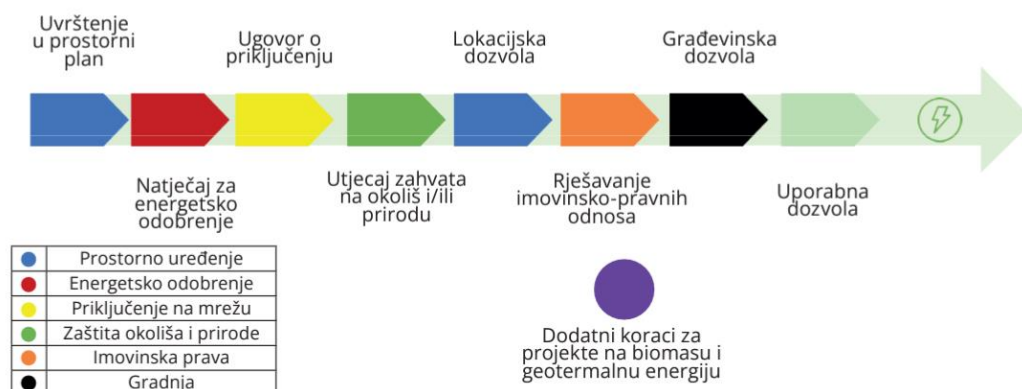 Uvrštenje
u prostorni
plan
Ugovor o
priključenju
Lokacijska
dozvola
Građevinska
dozvola
Natječaj za
energetsko
odobrenje
Utjecaj zahvata
na okoliš i/ili
prirodu
Rješavanje
imovinsko-pravnih
odnosa
Uporabna
dozvola
Prostorno uređenje
Energetsko odobrenje
Priključenje na mrežu
Zaštita okoliša i prirode
Imovinska prava
Gradnja
Dodatni koraci za
projekte na biomasu i
geotermalnu energiju